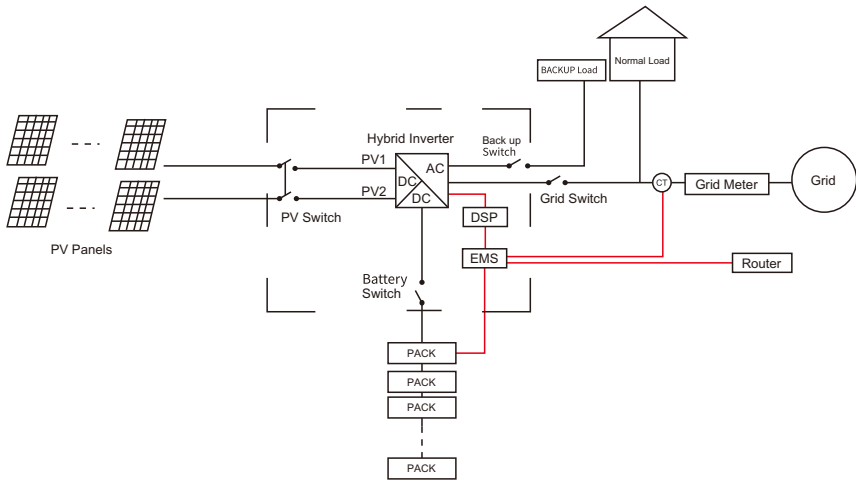 Normal Load
BACKUP Load
Hybrid Inverter
Back up
Switch
PV1
AC
DC
DC
PV2
PV Switch
Grid Switch
CT
Grid Meter
Grid
DSP
PV Panels
EMS
Router
Battery
Switch
PACK
PACK
PACK
PACK